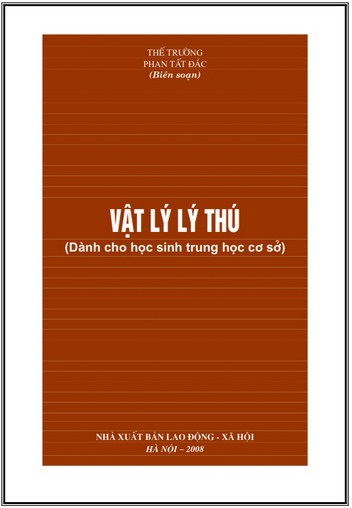 THẾ TRƯỜNG
PHAN TẤT ĐẮC
(Biên soạn)
VẬT LÝ LÝ THÚ
(Dành cho học sinh trung học cơ sở)
NHÀ XUẤT BẢN LAO ĐỘNG - XÃ HỘI
HÀ NỘI – 2008